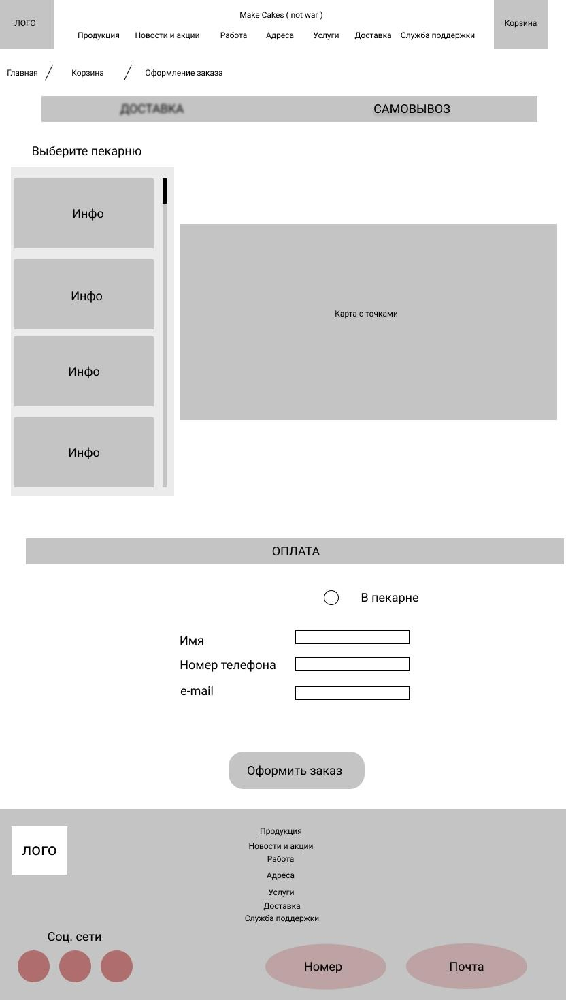 ЛОГО
Make Cakes ( not war )
Корзина
Продукция Новости и акции Работа Адреса Услуги Доставка Служба поддержки
Главная / Корзина / Оформление заказа
ДОСТАВКА САМОВЫВОЗ
Выберите пекарню
Инфо
Инфо
Карта с точками
Инфо
Инфо
ОПЛАТА
В пекарне
Имя
Номер телефона
e-mail
Оформить заказ
ЛОГО
Продукция
Новости и акции
Работа
Адреса
Услуги
Доставка
Служба поддержки
Соц. сети
Номер
Почта